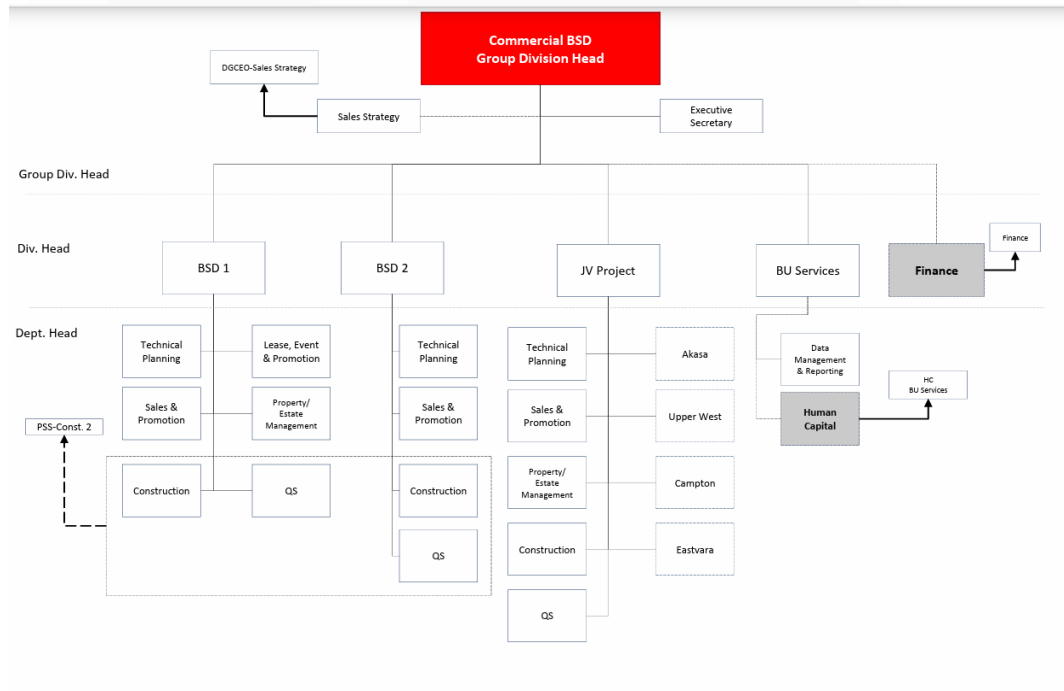 Commercial BSD
Group Division Head
DGCEO-Sales Strategy
Sales Strategy
Executive
Secretary
Group Div. Head
Div. Head
BSD 1
BSD 2
JV Project
BU Services
Finance
Finance
Dept. Head
Technical
Planning
Lease, Event
& Promotion
Technical
Planning
Technical
Planning
Akasa
Data
Management
& Reporting
Sales &
Promotion
Property/
Estate
Management
Sales &
Promotion
Sales &
Promotion
Upper West
Human
Capital
HC
BU Services
PSS-Const. 2
Construction
QS
Construction
Property/
Estate
Management
Campton
QS
Construction
Eastvara
QS